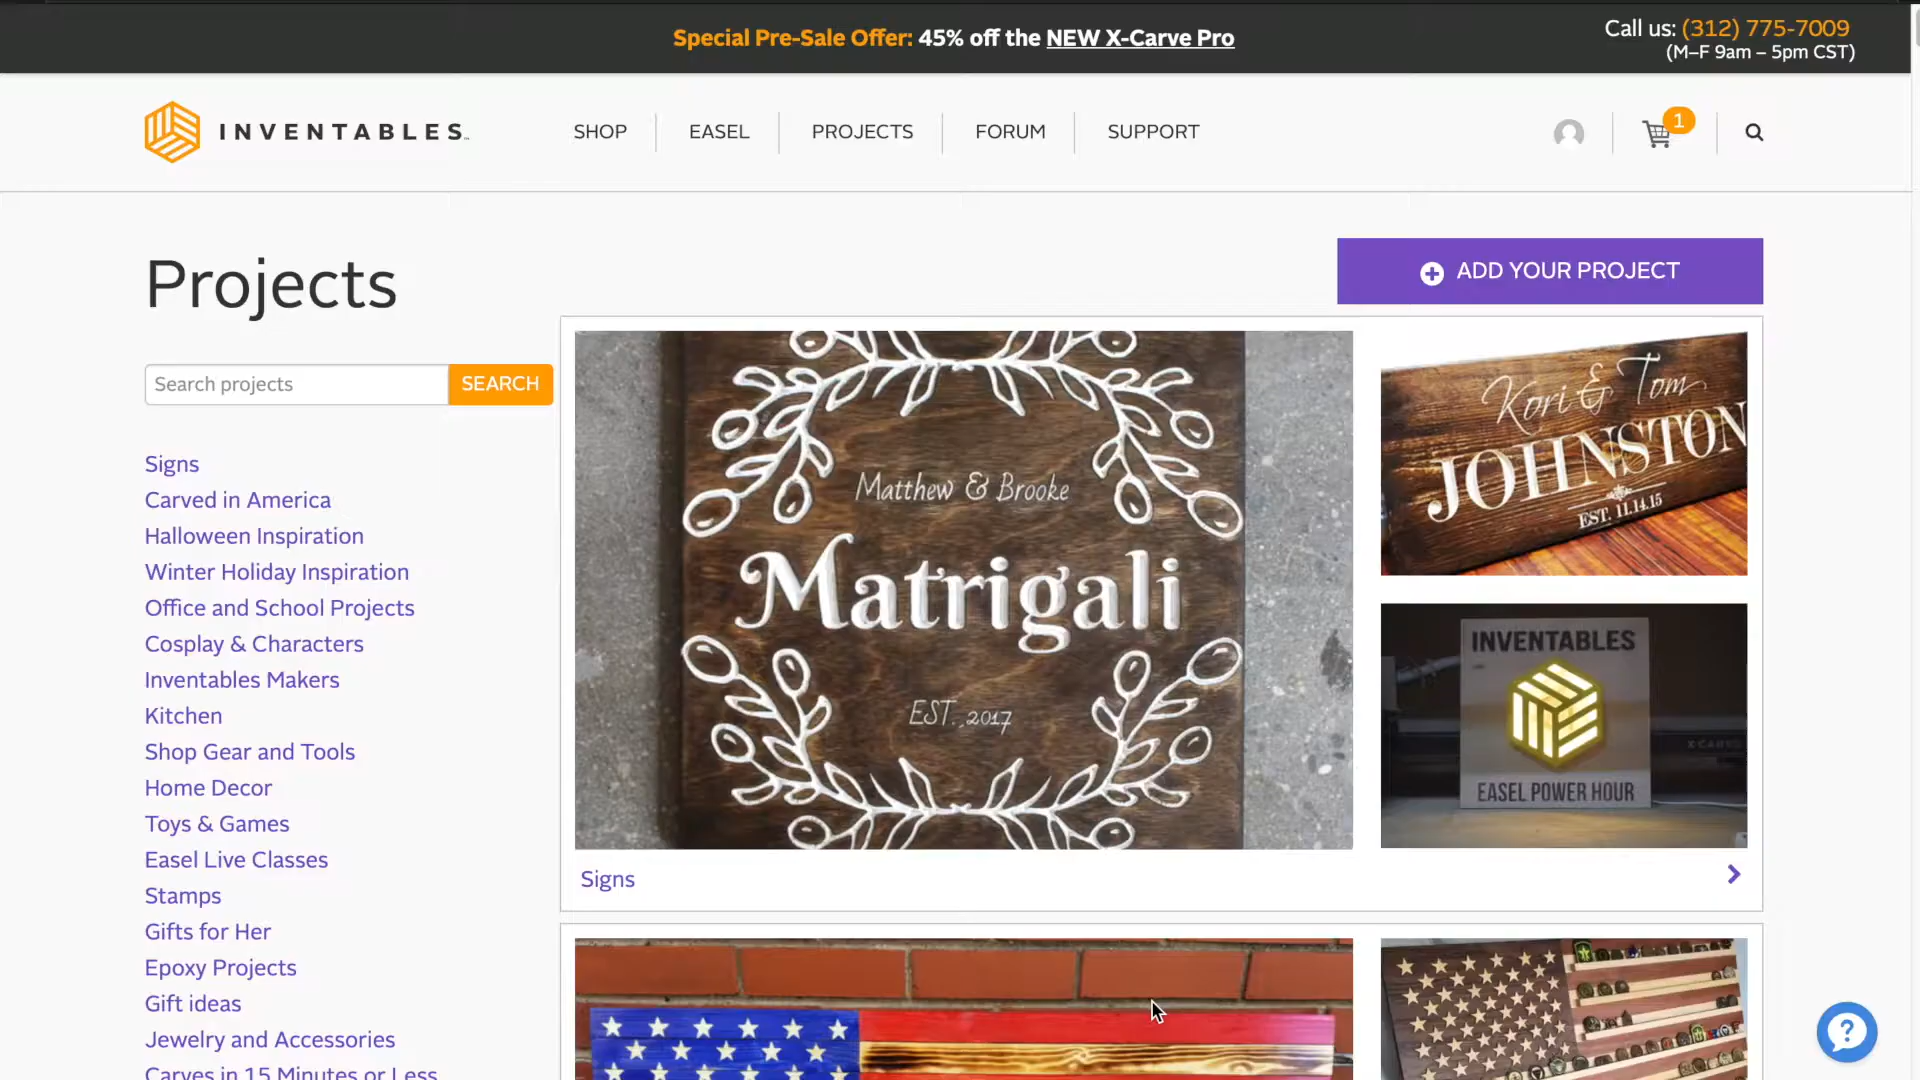 Special Pre-Sale Offer: 45% off the NEW X-Carve Pro
Call us: (312) 775-7009
(M–F 9am – 5pm CST)
INVENTABLES
SHOP
EASEL
PROJECTS
FORUM
SUPPORT
1
Projects
ADD YOUR PROJECT
Search projects
SEARCH
Signs
Carved in America
Halloween Inspiration
Winter Holiday Inspiration
Office and School Projects
Cosplay & Characters
Inventables Makers
Kitchen
Shop Gear and Tools
Home Decor
Toys & Games
Easel Live Classes
Stamps
Gifts for Her
Epoxy Projects
Gift ideas
Jewelry and Accessories
Carves in 15 Minutes or Less
Matthew & Brooke
Matrigali
EST. 2017
Kori & Tom
JOHNSTON
EST. 11.14.15
INVENTABLES
EASEL POWER HOUR
Signs
?